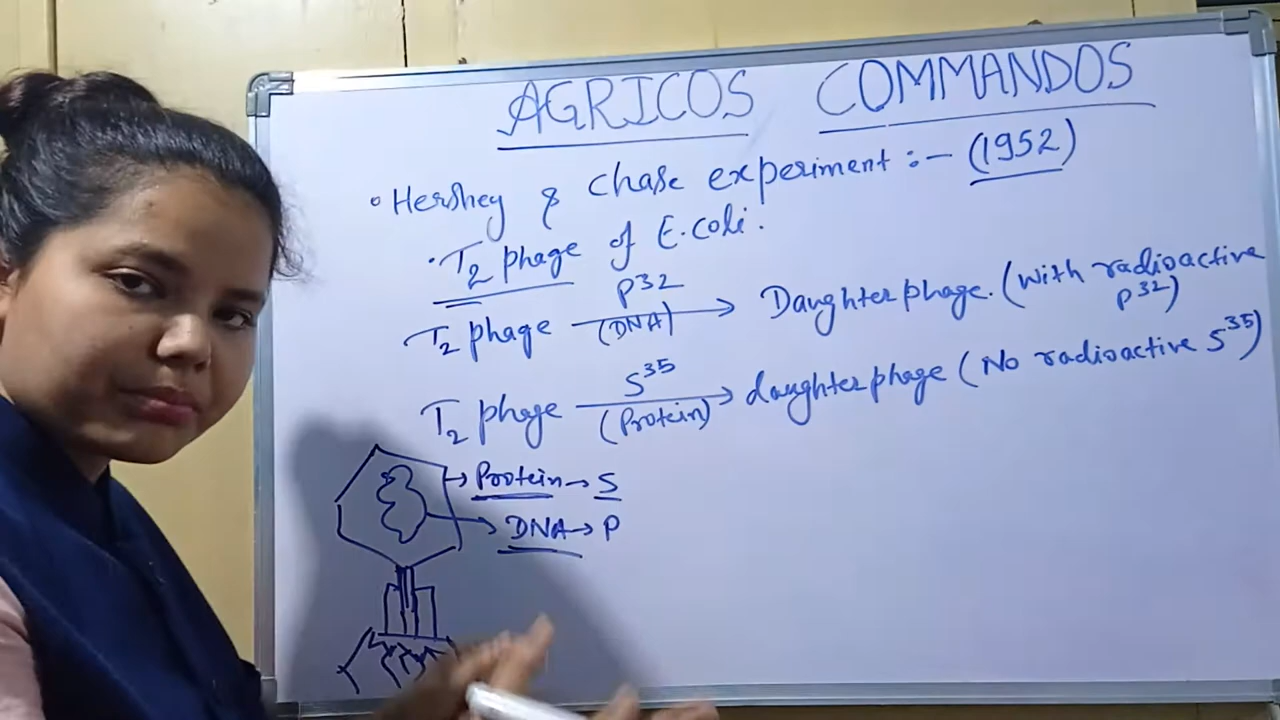 AGRICOS COMMANDOS
• Hershey & chase experiment :- (1952)
• T2 phage of E.coli.
P32
T2 phage → Daughter phage. (with radioactive
(DNA) P32)
S35
T2 phage → daughter phage (No radioactive S35)
(Protein)
→ Protein → S
→ DNA → P